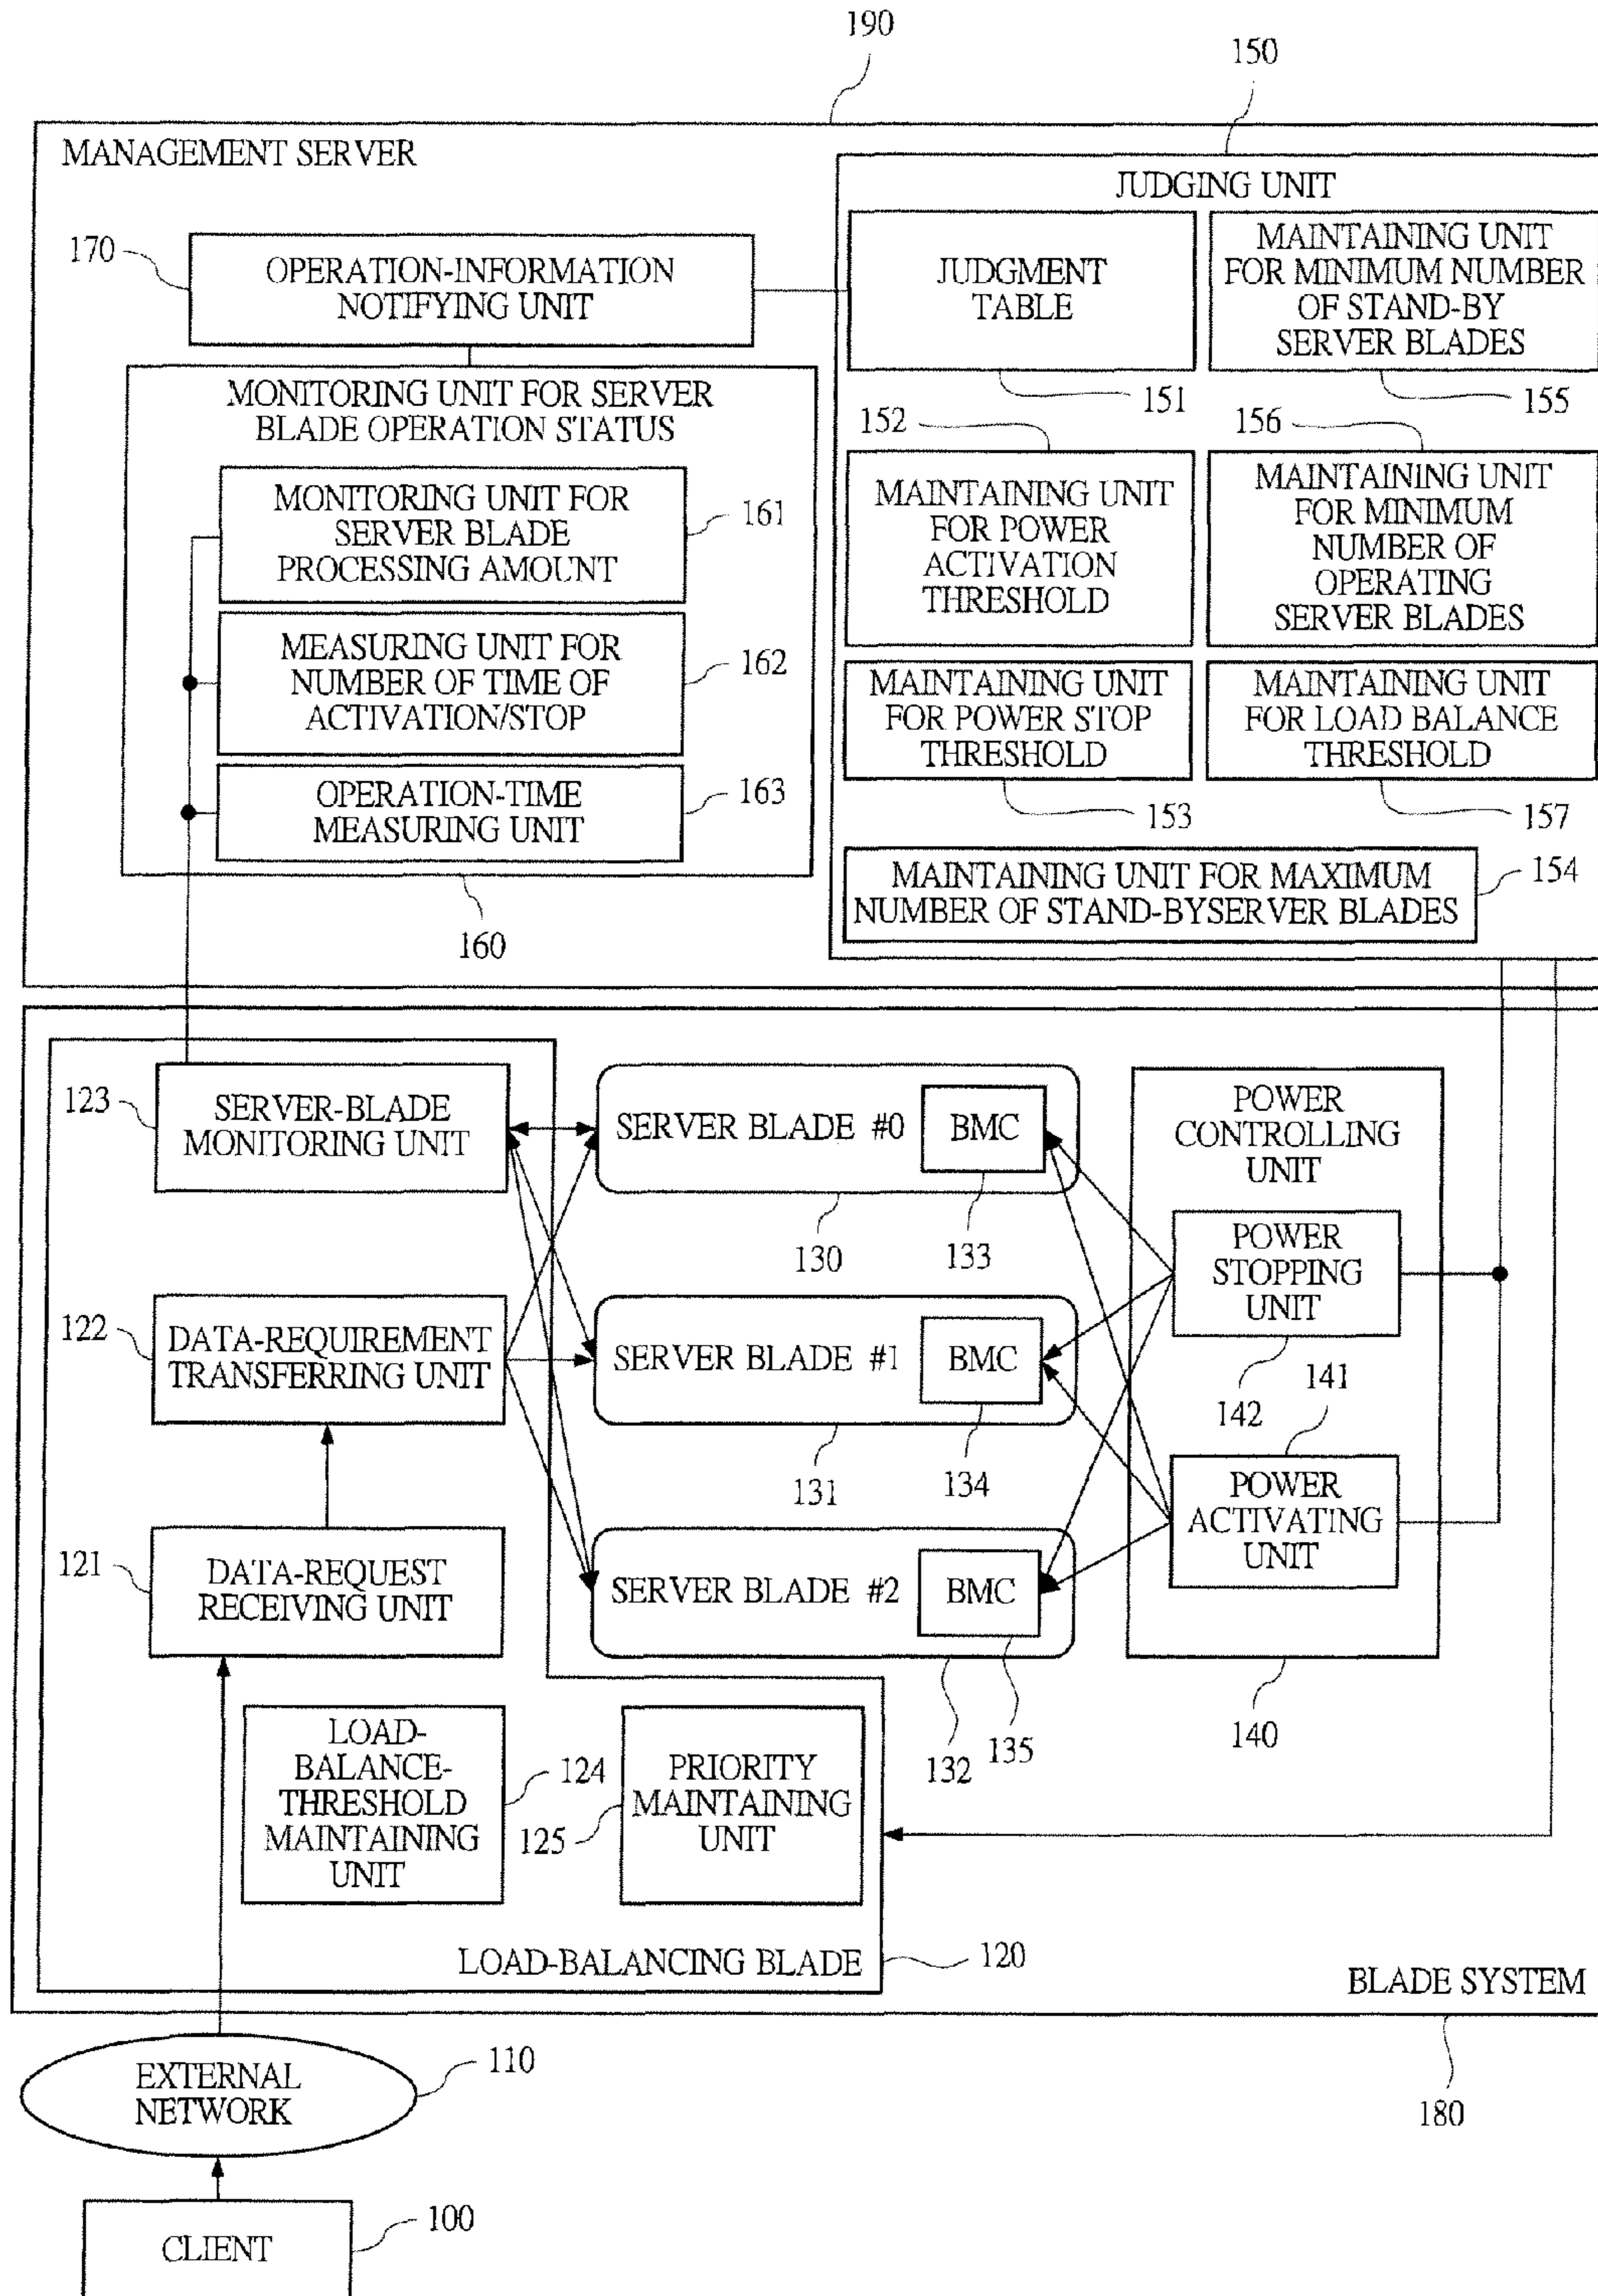 190
150
MANAGEMENT SERVER
JUDGING UNIT
170
OPERATION-INFORMATION
NOTIFYING UNIT
JUDGMENT
TABLE
MAINTAINING UNIT
FOR MINIMUM NUMBER
OF STAND-BY
SERVER BLADES
151
155
MONITORING UNIT FOR SERVER
BLADE OPERATION STATUS
152
156
MONITORING UNIT FOR
SERVER BLADE
PROCESSING AMOUNT
161
MAINTAINING UNIT
FOR POWER
ACTIVATION
THRESHOLD
MAINTAINING UNIT
FOR MINIMUM
NUMBER OF
OPERATING
SERVER BLADES
MEASURING UNIT FOR
NUMBER OF TIME OF
ACTIVATION/STOP
162
MAINTAINING UNIT
FOR POWER STOP
THRESHOLD
MAINTAINING UNIT
FOR LOAD BALANCE
THRESHOLD
OPERATION-TIME
MEASURING UNIT
163
153
157
MAINTAINING UNIT FOR MAXIMUM
NUMBER OF STAND-BYSERVER BLADES
154
160
123
SERVER-BLADE
MONITORING UNIT
SERVER BLADE #0
BMC
POWER
CONTROLLING
UNIT
130
133
POWER
STOPPING
UNIT
122
DATA-REQUIREMENT
TRANSFERRING UNIT
SERVER BLADE #1
BMC
142
141
131
134
POWER
ACTIVATING
UNIT
121
DATA-REQUEST
RECEIVING UNIT
SERVER BLADE #2
BMC
132
135
140
LOAD-
BALANCE-
THRESHOLD
MAINTAINING
UNIT
124
125
PRIORITY
MAINTAINING
UNIT
LOAD-BALANCING BLADE
120
BLADE SYSTEM
180
EXTERNAL
NETWORK
110
CLIENT
100